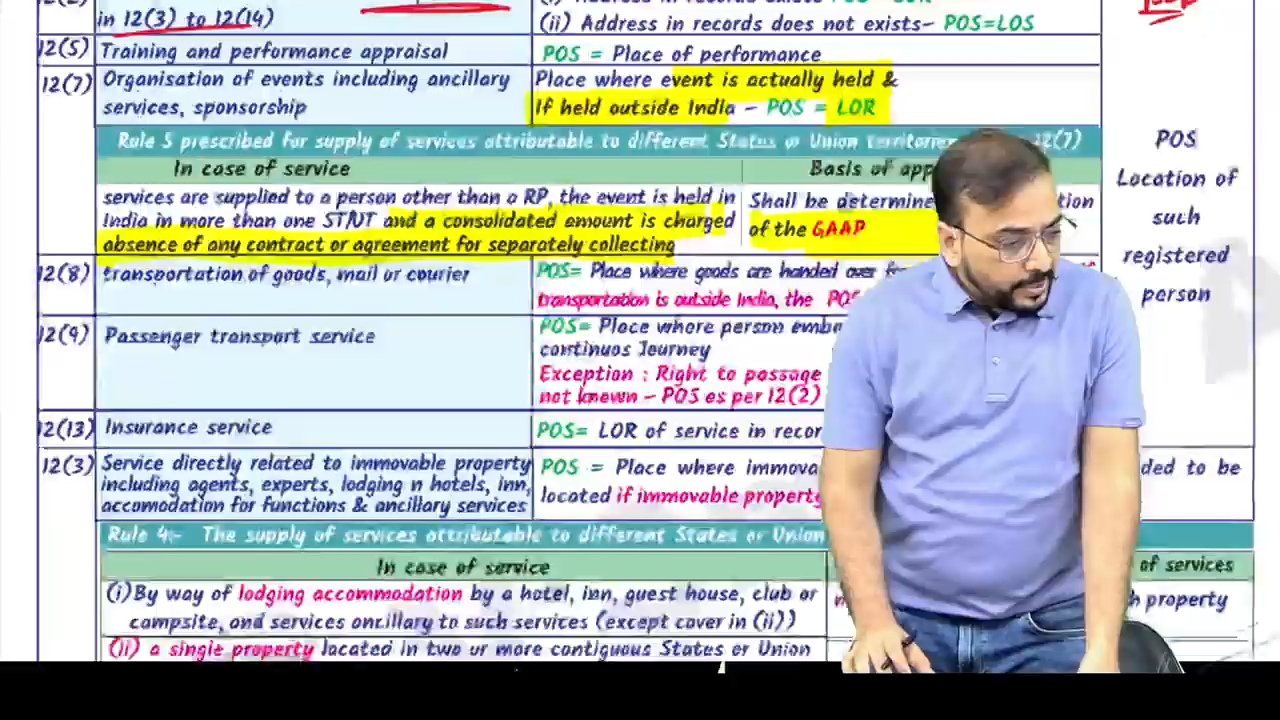 in 12(3) to 12(14)
(ii) Address in records does not exists– POS=LOS
12(5) Training and performance appraisal
POS = Place of performance
12(7) Organisation of events including ancillary services, sponsorship
Place where event is actually held &
If held outside India – POS = LOR
Rule 5 prescribed for supply of services attributable to different States or Union territories 12(7)
In case of service
Basis of
services are supplied to a person other than a RP, the event is held in
India in more than one ST/UT and a consolidated amount is charged
absence of any contract or agreement for separately collecting
Shall be
of the GAAP
POS
Location of
such
registered
person
12(8) transportation of goods, mail or courier
POS= Place where goods are handed over
transportation is outside India, the
12(9) Passenger transport service
POS= Place where person
continuos Journey
Exception : Right to passage
not known – POS es per 12(2)
12(13) Insurance service
POS= LOR of service in
12(3) Service directly related to immovable property
including agents, experts, lodging n hotels, inn,
accomodation for functions & ancillary services
POS = Place where
located if immovable property
to be
Rule 4:- The supply of services attributable to different States or Union
In case of service
of services
(i)By way of lodging accommodation by a hotel, inn, guest house, club or
campsite, and services ancillary to such services (except cover in (ii))
property
(ii) a single property located in two or more contiguous States or Union